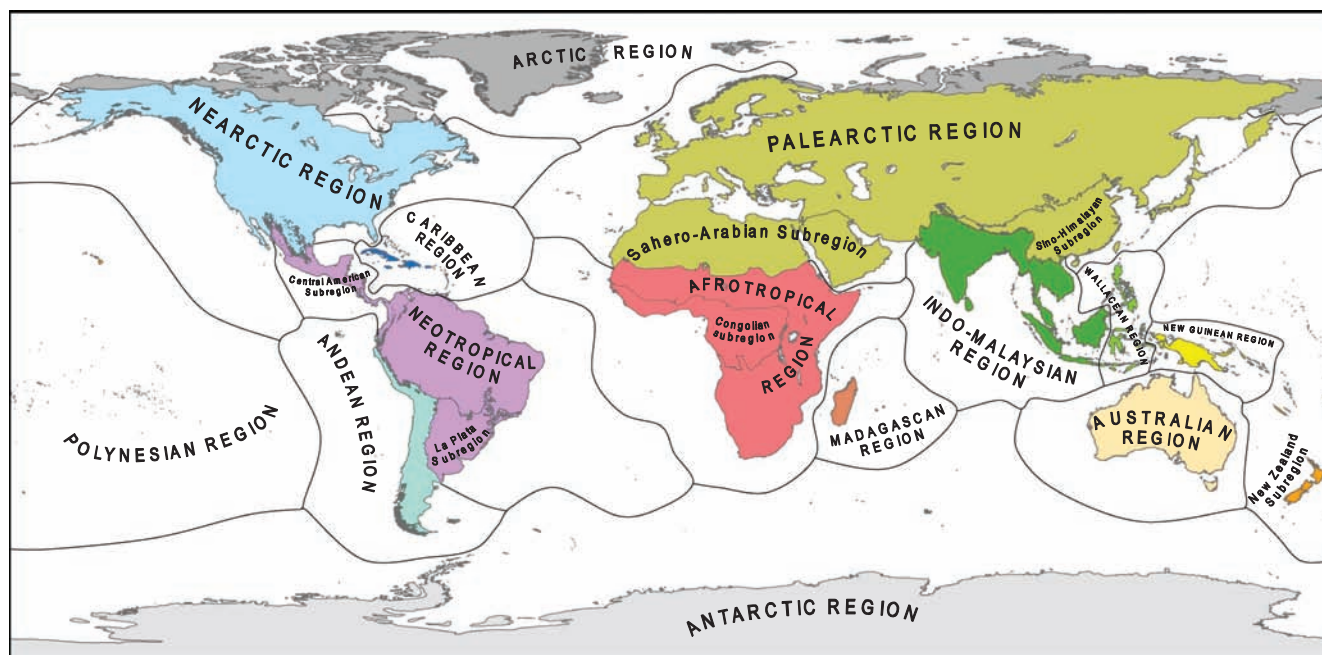 ARCTIC REGION
NEARCTIC REGION
PALEARCTIC REGION
CARIBBEAN
REGION
Sahero-Arabian Subregion
Sino-Himalayan
Subregion
Central American
Subregion
AFROTROPICAL
REGION
Congolian
subregion
WALLACEAN REGION
NEW GUINEAN REGION
NEOTROPICAL
REGION
INDO-MALAYSIAN
REGION
ANDEAN REGION
La Plata
Subregion
POLYNESIAN REGION
MADAGASCAN
REGION
AUSTRALIAN
REGION
New Zealand
Subregion
ANTARCTIC REGION